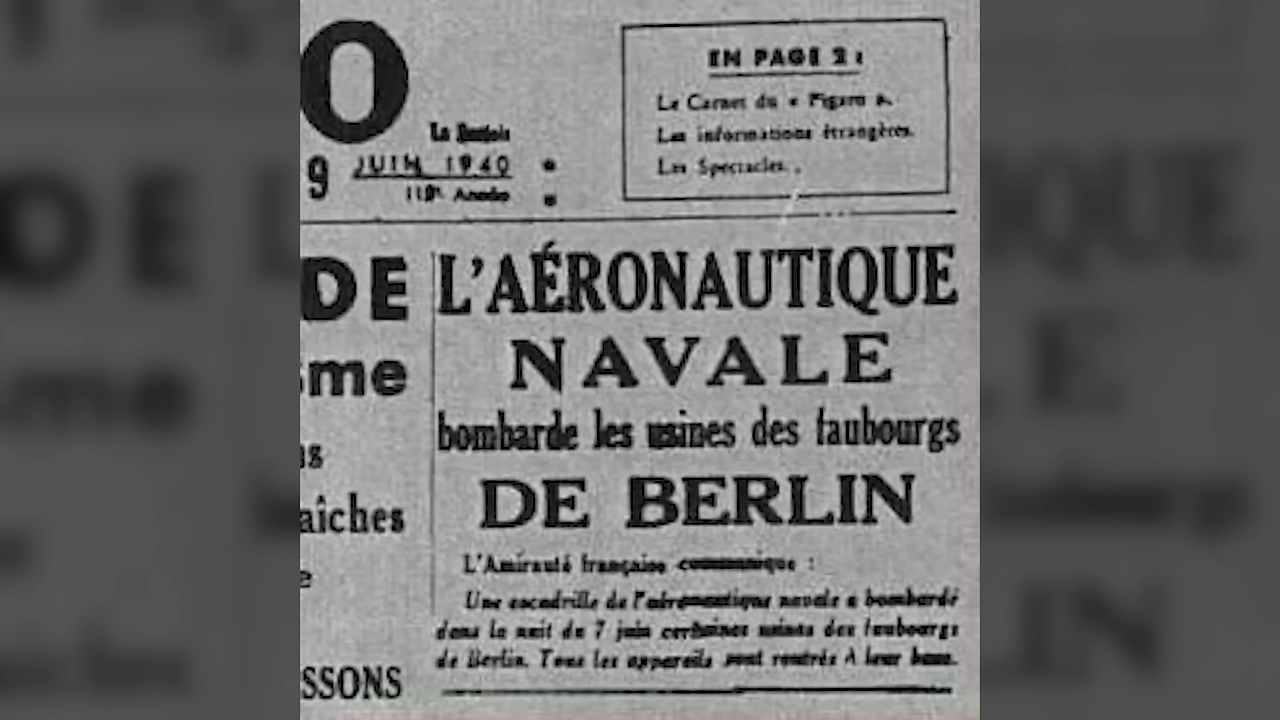 O
9 JUIN 1940
EN PAGE 2 :
Le Carnet du « Figaro ».
Les informations étrangères.
Les Spectacles.
DE
me
aîches
SSONS
L'AÉRONAUTIQUE
NAVALE
bombarde les usines des faubourgs
DE BERLIN
L'Amirauté française communique :
Une escadrille de l'aéronautique navale a bombardé
dans la nuit du 7 juin certaines usines des faubourgs
de Berlin. Tous les appareils sont rentrés à leur base.